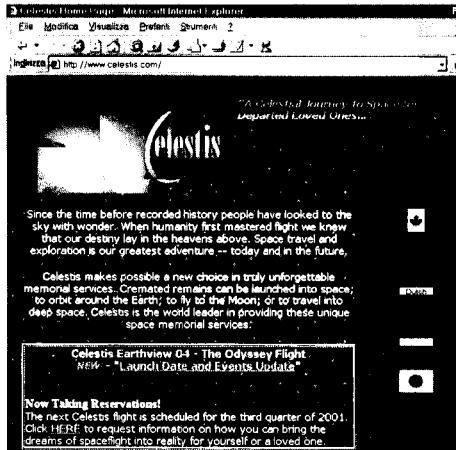 Celestis Home Page - Microsoft Internet Explorer
File Modifica Visualizza Preferiti Strumenti ?
Indirizzo http://www.celestis.com/
"A Celestial Journey To Space for
Departed Loved Ones..."
Celestis
Since the time before recorded history people have looked to the
sky with wonder. When humanity first mastered flight we knew
that our destiny lay in the heavens above. Space travel and
exploration is our greatest adventure -- today and in the future.
Celestis makes possible a new choice in truly unforgettable
memorial services. Cremated remains can be launched into space;
to orbit around the Earth; to fly to the Moon; or to travel into
deep space. Celestis is the world leader in providing these unique
space memorial services.
Dutch
Celestis Earthview 04 - The Odyssey Flight
NEW - "Launch Date and Events Update"
Now Taking Reservations!
The next Celestis flight is scheduled for the third quarter of 2001.
Click HERE to request information on how you can bring the
dreams of spaceflight into reality for yourself or a loved one.